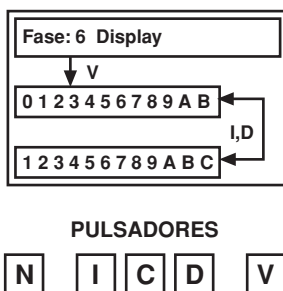 Fase: 6 Display
V
0 1 2 3 4 5 6 7 8 9 A B
I,D
1 2 3 4 5 6 7 8 9 A B C
PULSADORES
N I C D V